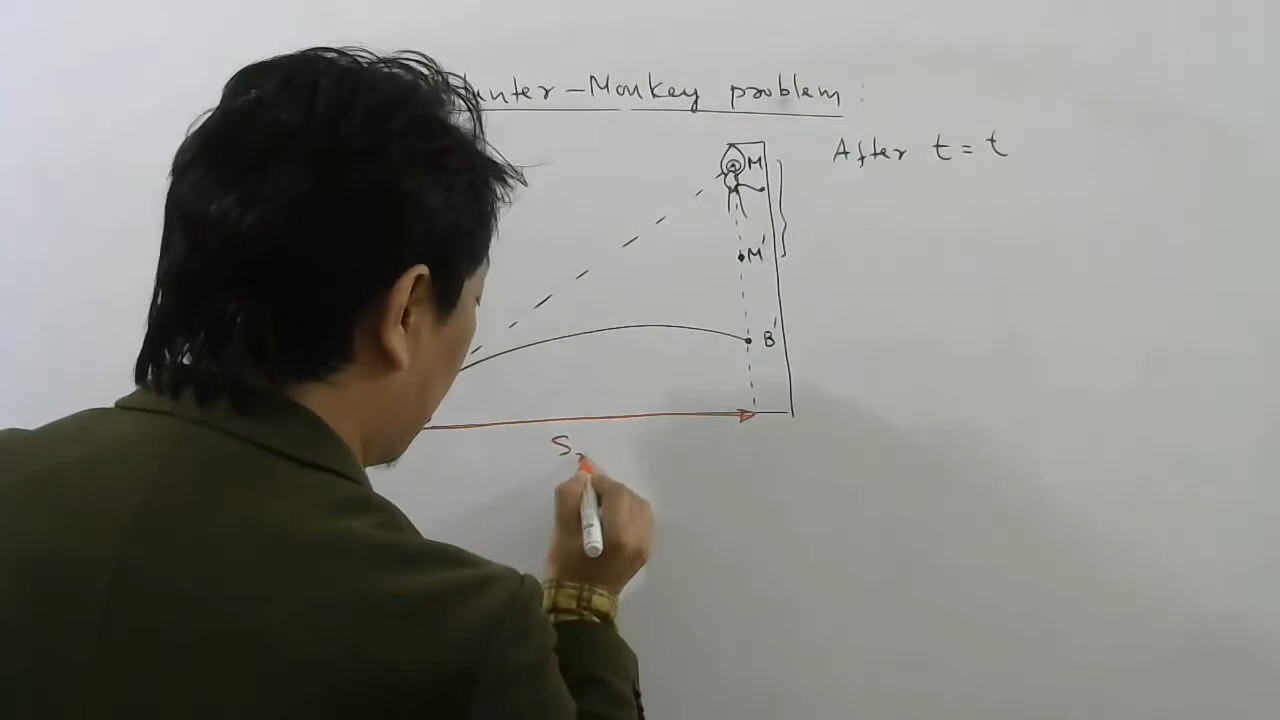 unter-Monkey problem:
After t = t
M
M'
B'
S